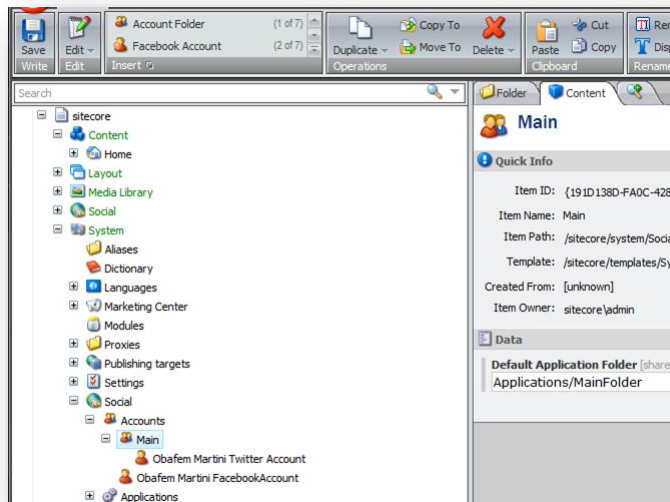 Account Folder (1 of 7)
Facebook Account (2 of 7)
Save Edit Duplicate Copy To Move To Delete Paste Cut Copy
Write Edit Insert Operations Clipboard Rename
Search
sitecore
Content
Home
Layout
Media Library
Social
System
Aliases
Dictionary
Languages
Marketing Center
Modules
Proxies
Publishing targets
Settings
Social
Accounts
Main
Obafem Martini Twitter Account
Obafem Martini FacebookAccount
Applications
Folder Content
Main
Quick Info
Item ID: {191D138D-FA0C-428
Item Name: Main
Item Path: /sitecore/system/Socia
Template: /sitecore/templates/Sy
Created From: [unknown]
Item Owner: sitecore\admin
Data
Default Application Folder [share
Applications/MainFolder